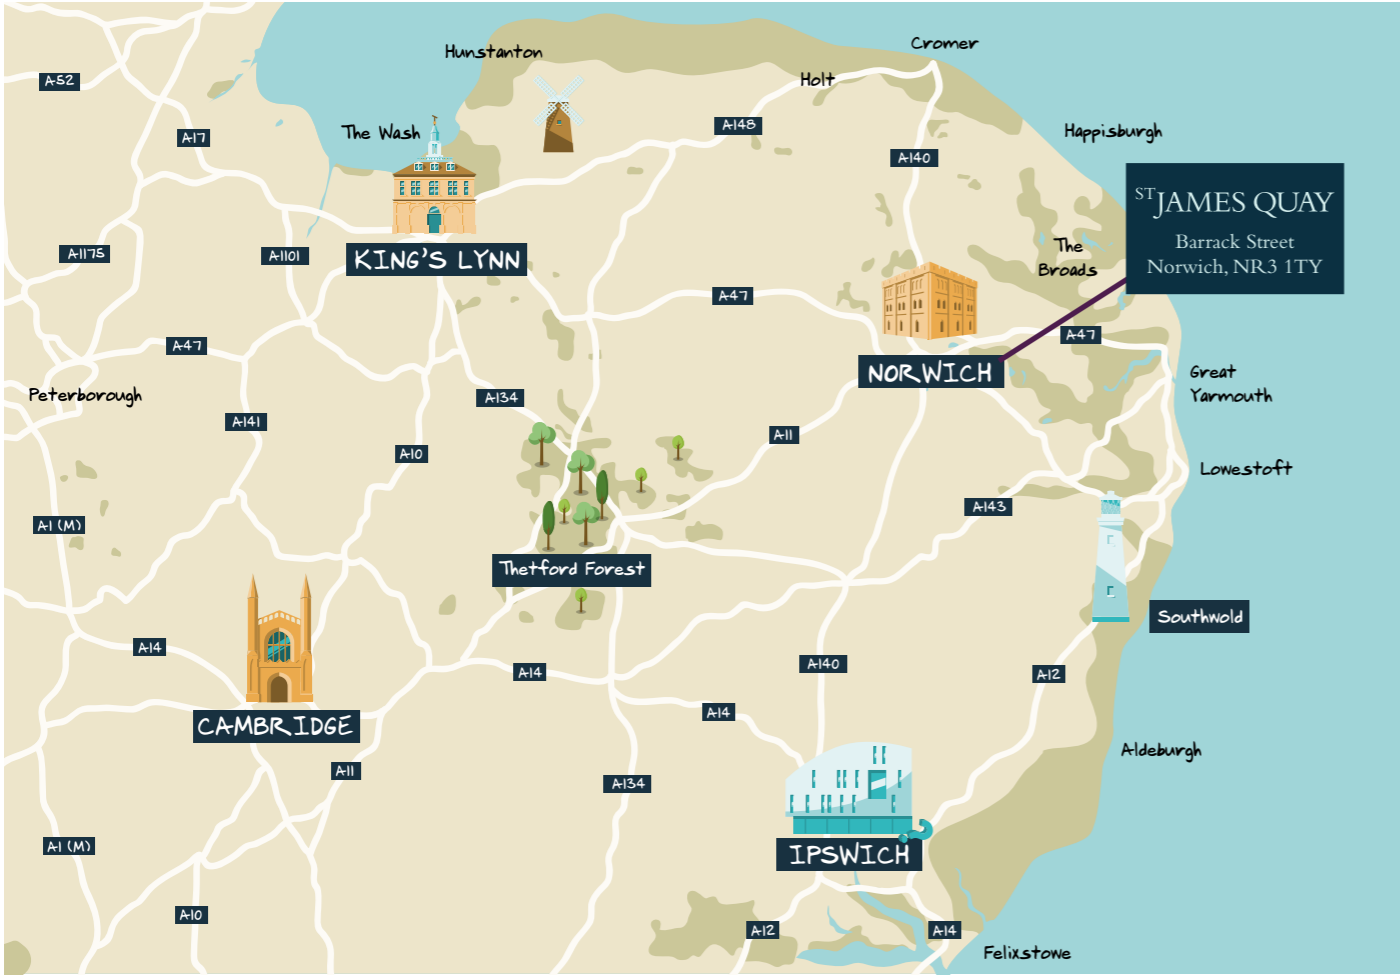 Hunstanton
Cromer
Holt
A52
The Wash
A148
Happisburgh
A17
A140
ST JAMES QUAY
Barrack Street
Norwich, NR3 1TY
The
Broads
A1175
A1101
KING'S LYNN
A47
A47
A47
NORWICH
Great
Yarmouth
Peterborough
A134
A141
A11
A10
Lowestoft
A143
A1 (M)
Thetford Forest
Southwold
A14
A14
A140
A12
A14
CAMBRIDGE
Aldeburgh
A11
A134
A1 (M)
IPSWICH
A10
A12
A14
Felixstowe